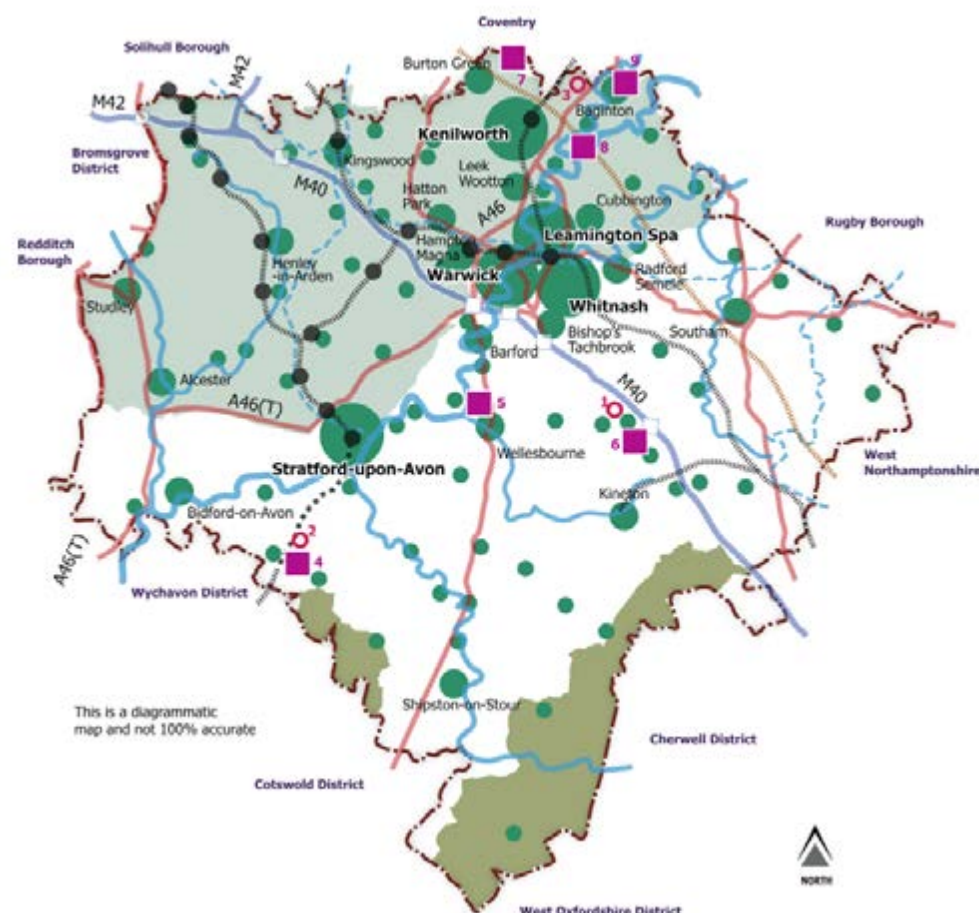 Coventry
Solihull Borough
Burton Green
7
9
3
M42
M42
Baginton
Kenilworth
8
Bromsgrove
District
Kingswood
Leek
Wootton
M40
Hatton
Park
A46
Cubbington
Rugby Borough
Redditch
Borough
Hampton
Magna
Leamington Spa
Henley
-in-Arden
Warwick
Radford
Semele
Studley
Whitnash
Southam
Bishop's
Tachbrook
Barford
Alcester
M40
A46(T)
5
1
6
Wellesbourne
West
Northamptonshire
Stratford-upon-Avon
Kineton
Bidford-on-Avon
A46(T)
2
4
Wychavon District
Shipston-on-Stour
This is a diagrammatic
map and not 100% accurate
Cherwell District
Cotswold District
NORTH
West Oxfordshire District